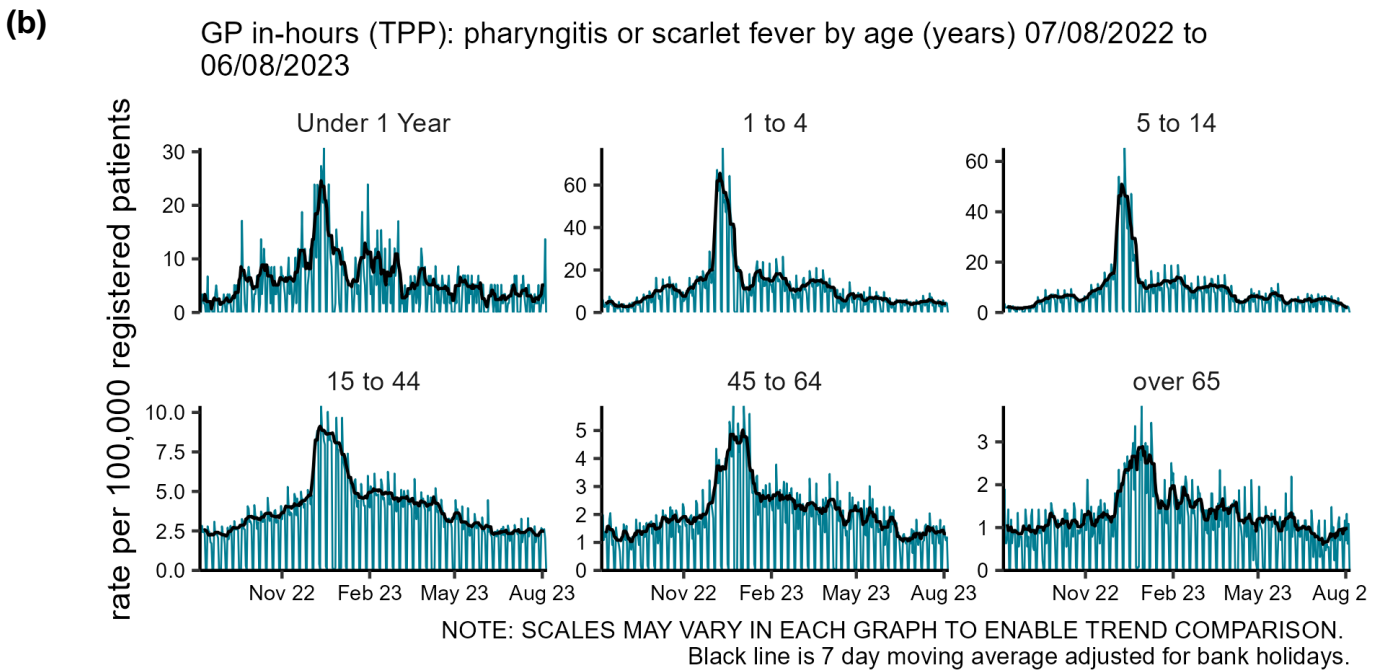 (b)
GP in-hours (TPP): pharyngitis or scarlet fever by age (years) 07/08/2022 to
06/08/2023
rate per 100,000 registered patients
Under 1 Year
30
20
10
0
1 to 4
60
40
20
0
5 to 14
60
40
20
0
15 to 44
10.0
7.5
5.0
2.5
0.0
Nov 22 Feb 23 May 23 Aug 23
45 to 64
5
4
3
2
1
0
Nov 22 Feb 23 May 23 Aug 23
over 65
3
2
1
0
Nov 22 Feb 23 May 23 Aug 2
NOTE: SCALES MAY VARY IN EACH GRAPH TO ENABLE TREND COMPARISON.
Black line is 7 day moving average adjusted for bank holidays.